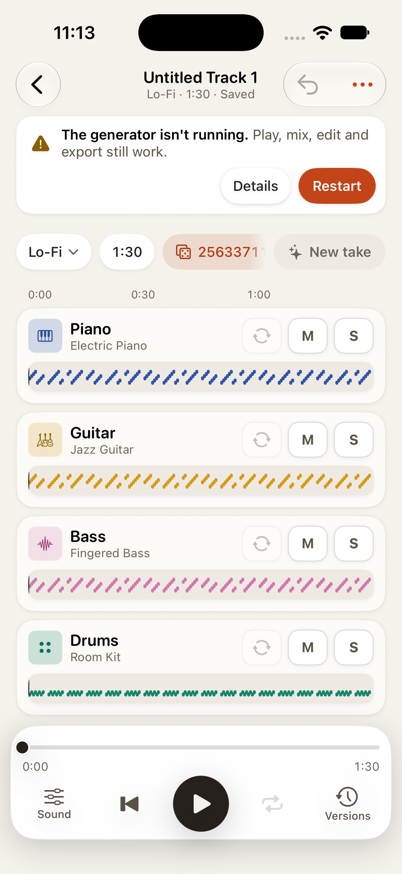 11:13
Untitled Track 1
Lo-Fi · 1:30 · Saved
The generator isn't running. Play, mix, edit and
export still work.
Details
Restart
Lo-Fi
1:30
2563371
New take
0:00
0:30
1:00
Piano
Electric Piano
M
S
Guitar
Jazz Guitar
M
S
Bass
Fingered Bass
M
S
Drums
Room Kit
M
S
0:00
1:30
Sound
Versions